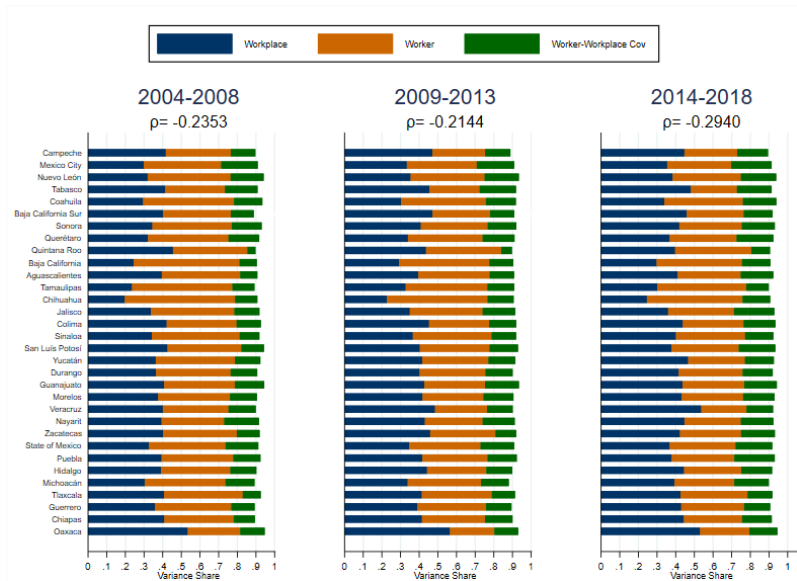 Workplace Worker Worker-Workplace Cov
2004-2008 2009-2013 2014-2018
ρ= -0.2353 ρ= -0.2144 ρ= -0.2940
Campeche
Mexico City
Nuevo León
Tabasco
Coahuila
Baja California Sur
Sonora
Querétaro
Quintana Roo
Baja California
Aguascalientes
Tamaulipas
Chihuahua
Jalisco
Colima
Sinaloa
San Luís Potosí
Yucatán
Durango
Guanajuato
Morelos
Veracruz
Nayarit
Zacatecas
State of Mexico
Puebla
Hidalgo
Michoacán
Tlaxcala
Guerrero
Chiapas
Oaxaca
0 .1 .2 .3 .4 .5 .6 .7 .8 .9 1 0 .1 .2 .3 .4 .5 .6 .7 .8 .9 1 0 .1 .2 .3 .4 .5 .6 .7 .8 .9 1
Variance Share Variance Share Variance Share